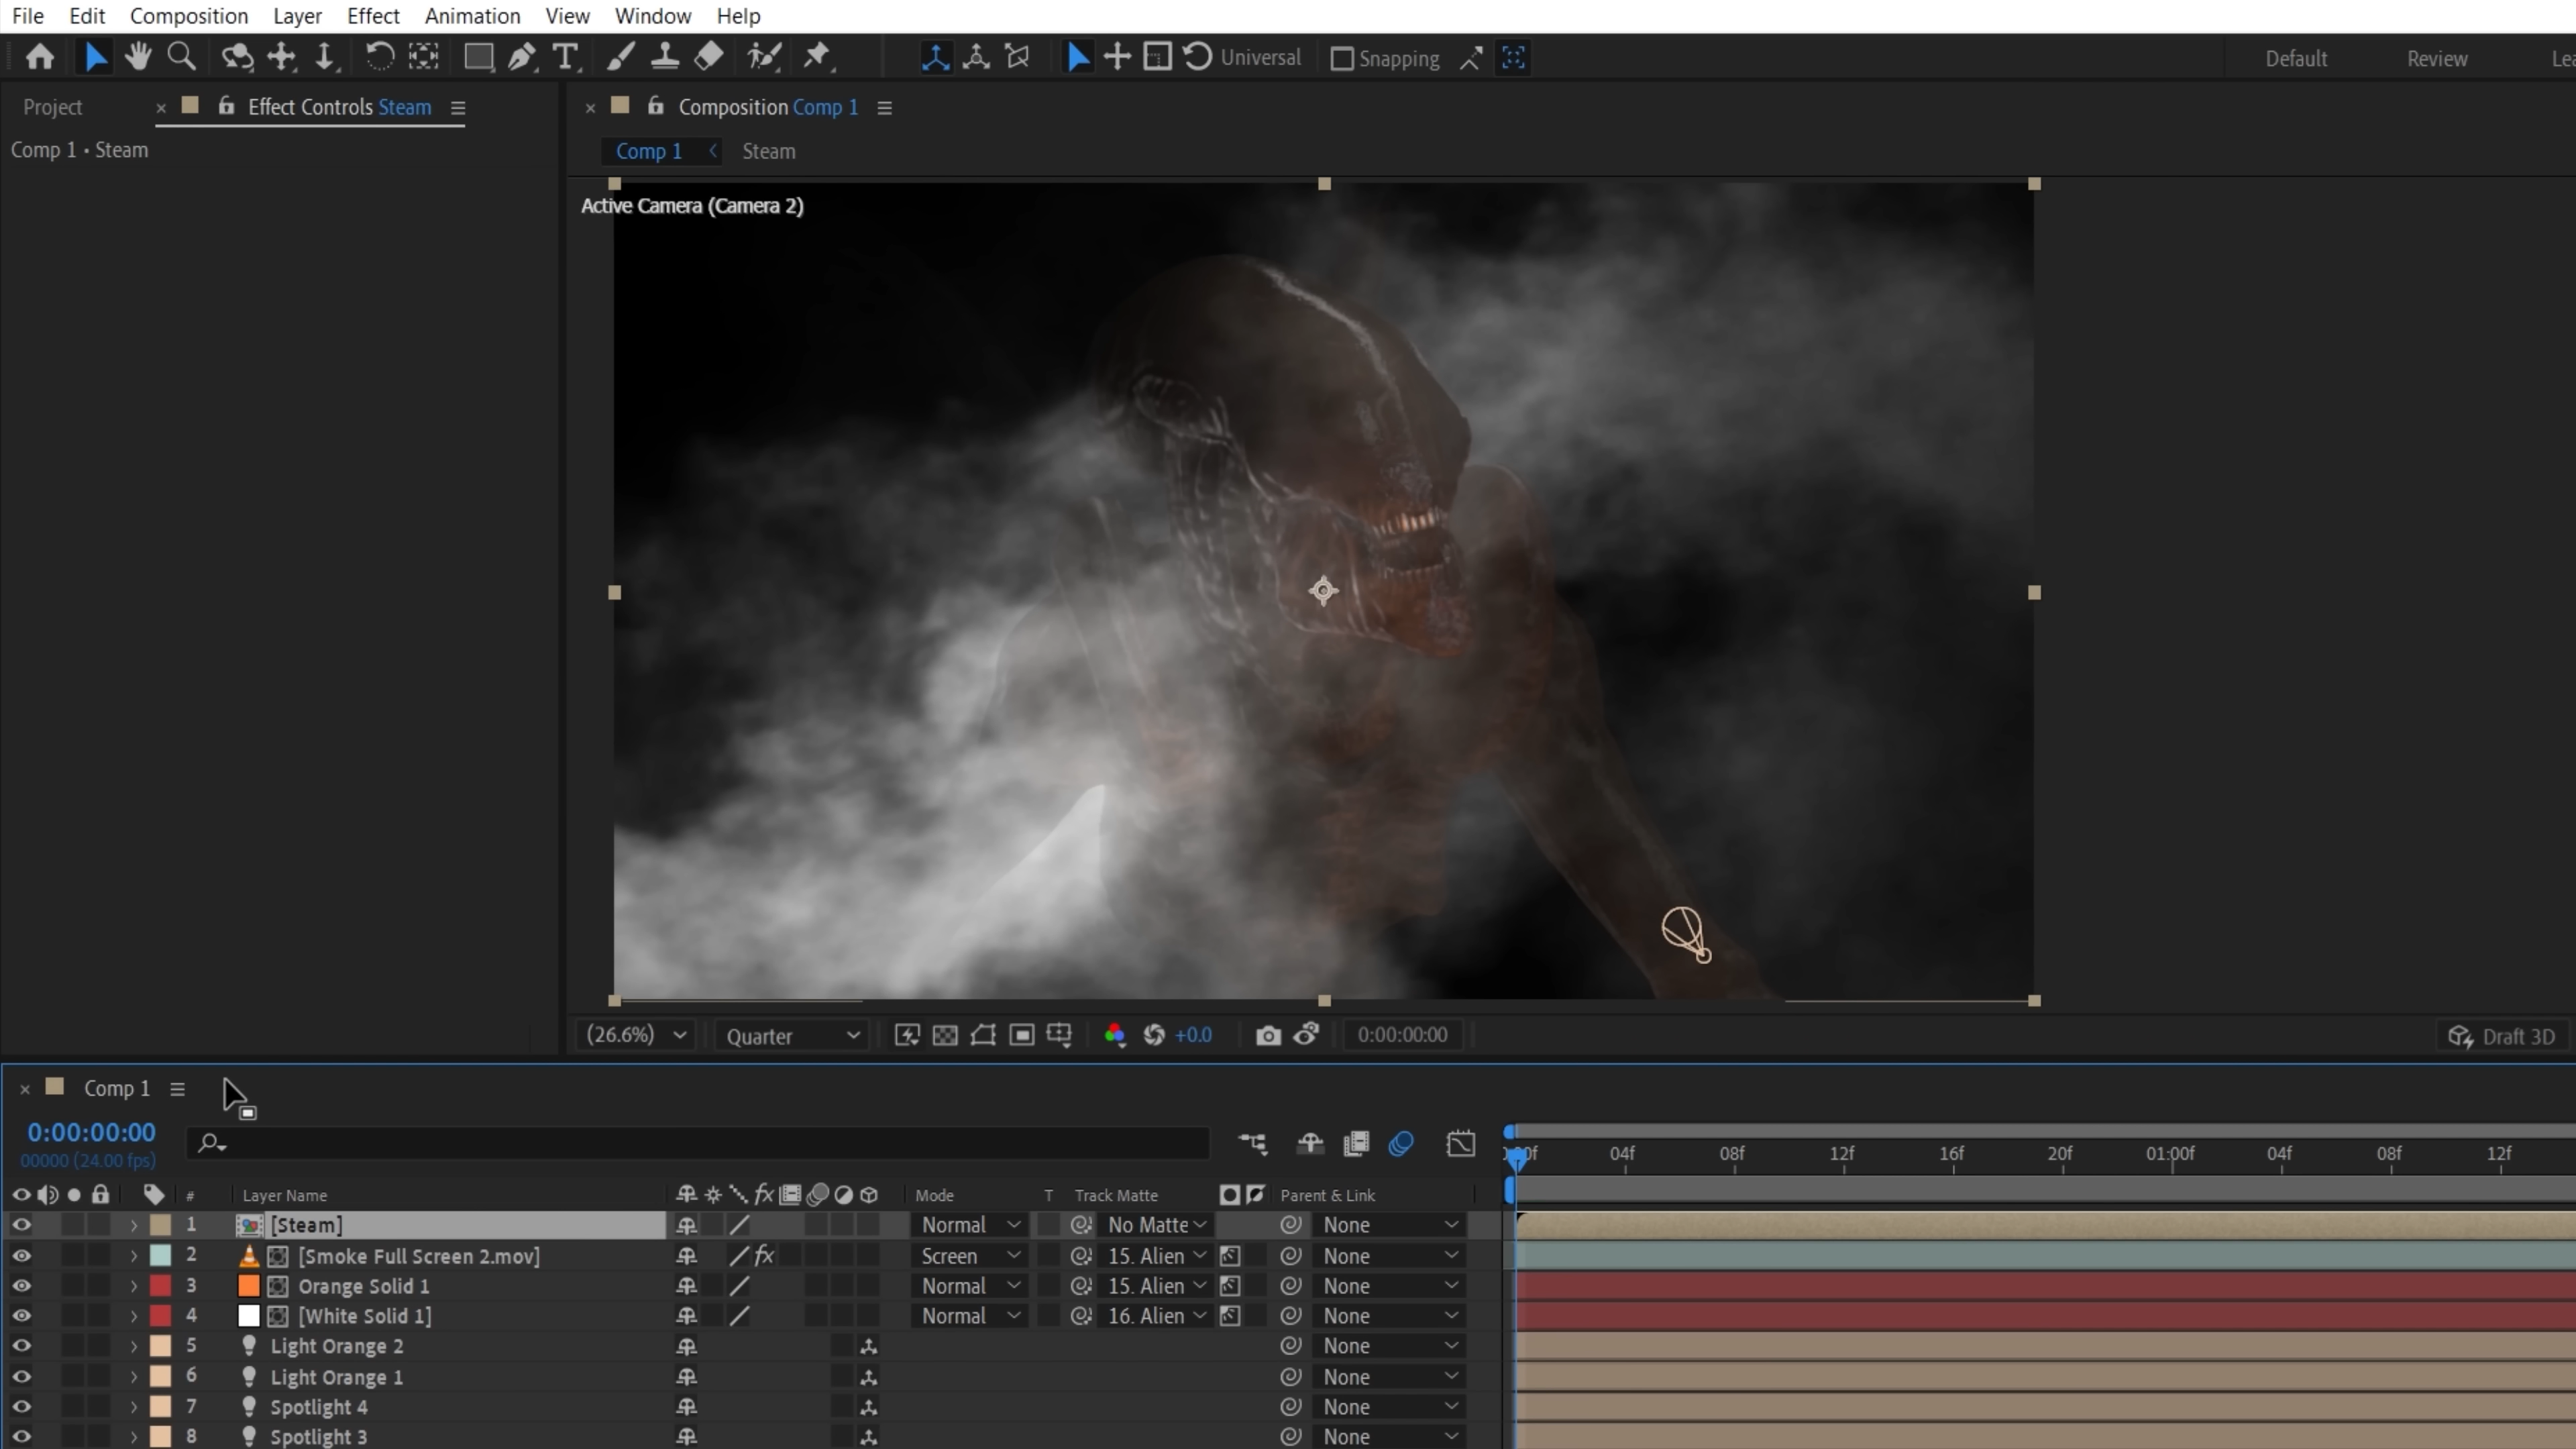 File Edit Composition Layer Effect Animation View Window Help
Universal Snapping Default Review
Project Effect Controls Steam Composition Comp 1
Comp 1 • Steam
Comp 1 Steam
Active Camera (Camera 2)
(26.6%) Quarter +0.0 0:00:00:00 Draft 3D
Comp 1
0:00:00:00
00000 (24.00 fps)
04f 08f 12f 16f 20f 01:00f 04f 08f 12f
# Layer Name fx Mode T Track Matte Parent & Link
1 [Steam] Normal No Matte None
2 [Smoke Full Screen 2.mov] fx Screen 15. Alien None
3 Orange Solid 1 Normal 15. Alien None
4 [White Solid 1] Normal 16. Alien None
5 Light Orange 2 None
6 Light Orange 1 None
7 Spotlight 4 None
8 Spotlight 3 None